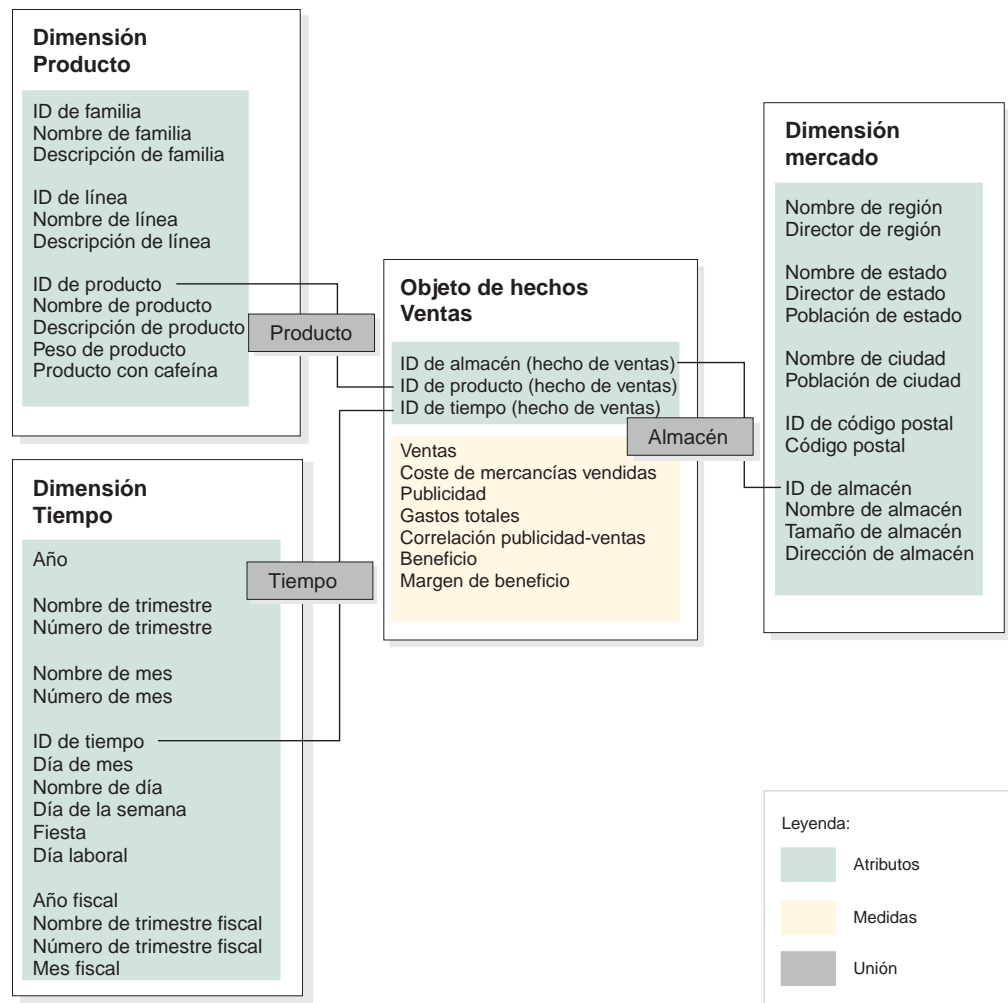 Dimensión
Producto
ID de familia
Nombre de familia
Descripción de familia
ID de línea
Nombre de línea
Descripción de línea
ID de producto
Nombre de producto
Descripción de producto
Peso de producto
Producto con cafeína
Producto
Dimensión
Tiempo
Año
Nombre de trimestre
Número de trimestre
Nombre de mes
Número de mes
ID de tiempo
Día de mes
Nombre de día
Día de la semana
Fiesta
Día laboral
Año fiscal
Nombre de trimestre fiscal
Número de trimestre fiscal
Mes fiscal
Tiempo
Objeto de hechos
Ventas
ID de almacén (hecho de ventas)
ID de producto (hecho de ventas)
ID de tiempo (hecho de ventas)
Ventas
Coste de mercancías vendidas
Publicidad
Gastos totales
Correlación publicidad-ventas
Beneficio
Margen de beneficio
Almacén
Dimensión
mercado
Nombre de región
Director de región
Nombre de estado
Director de estado
Población de estado
Nombre de ciudad
Población de ciudad
ID de código postal
Código postal
ID de almacén
Nombre de almacén
Tamaño de almacén
Dirección de almacén
Leyenda:
Atributos
Medidas
Unión